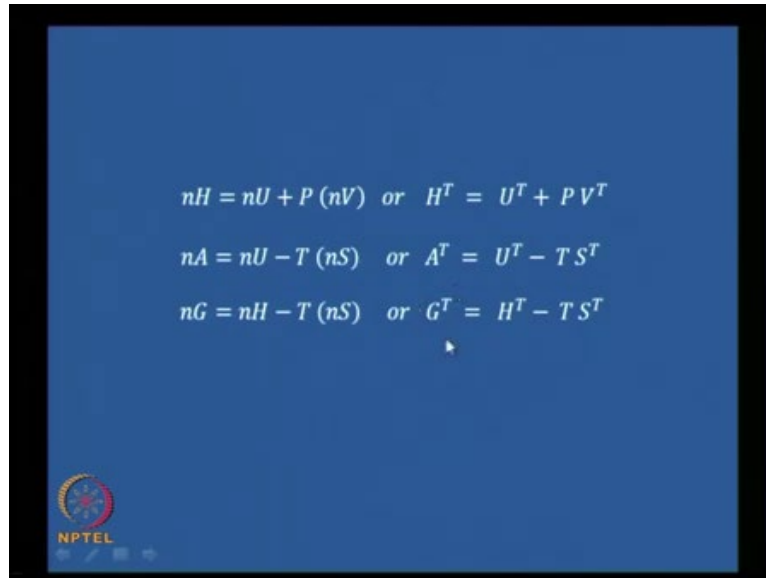 nH = nU + P (nV) or H^T = U^T + P V^T
nA = nU − T (nS) or A^T = U^T − T S^T
nG = nH − T (nS) or G^T = H^T − T S^T
NPTEL